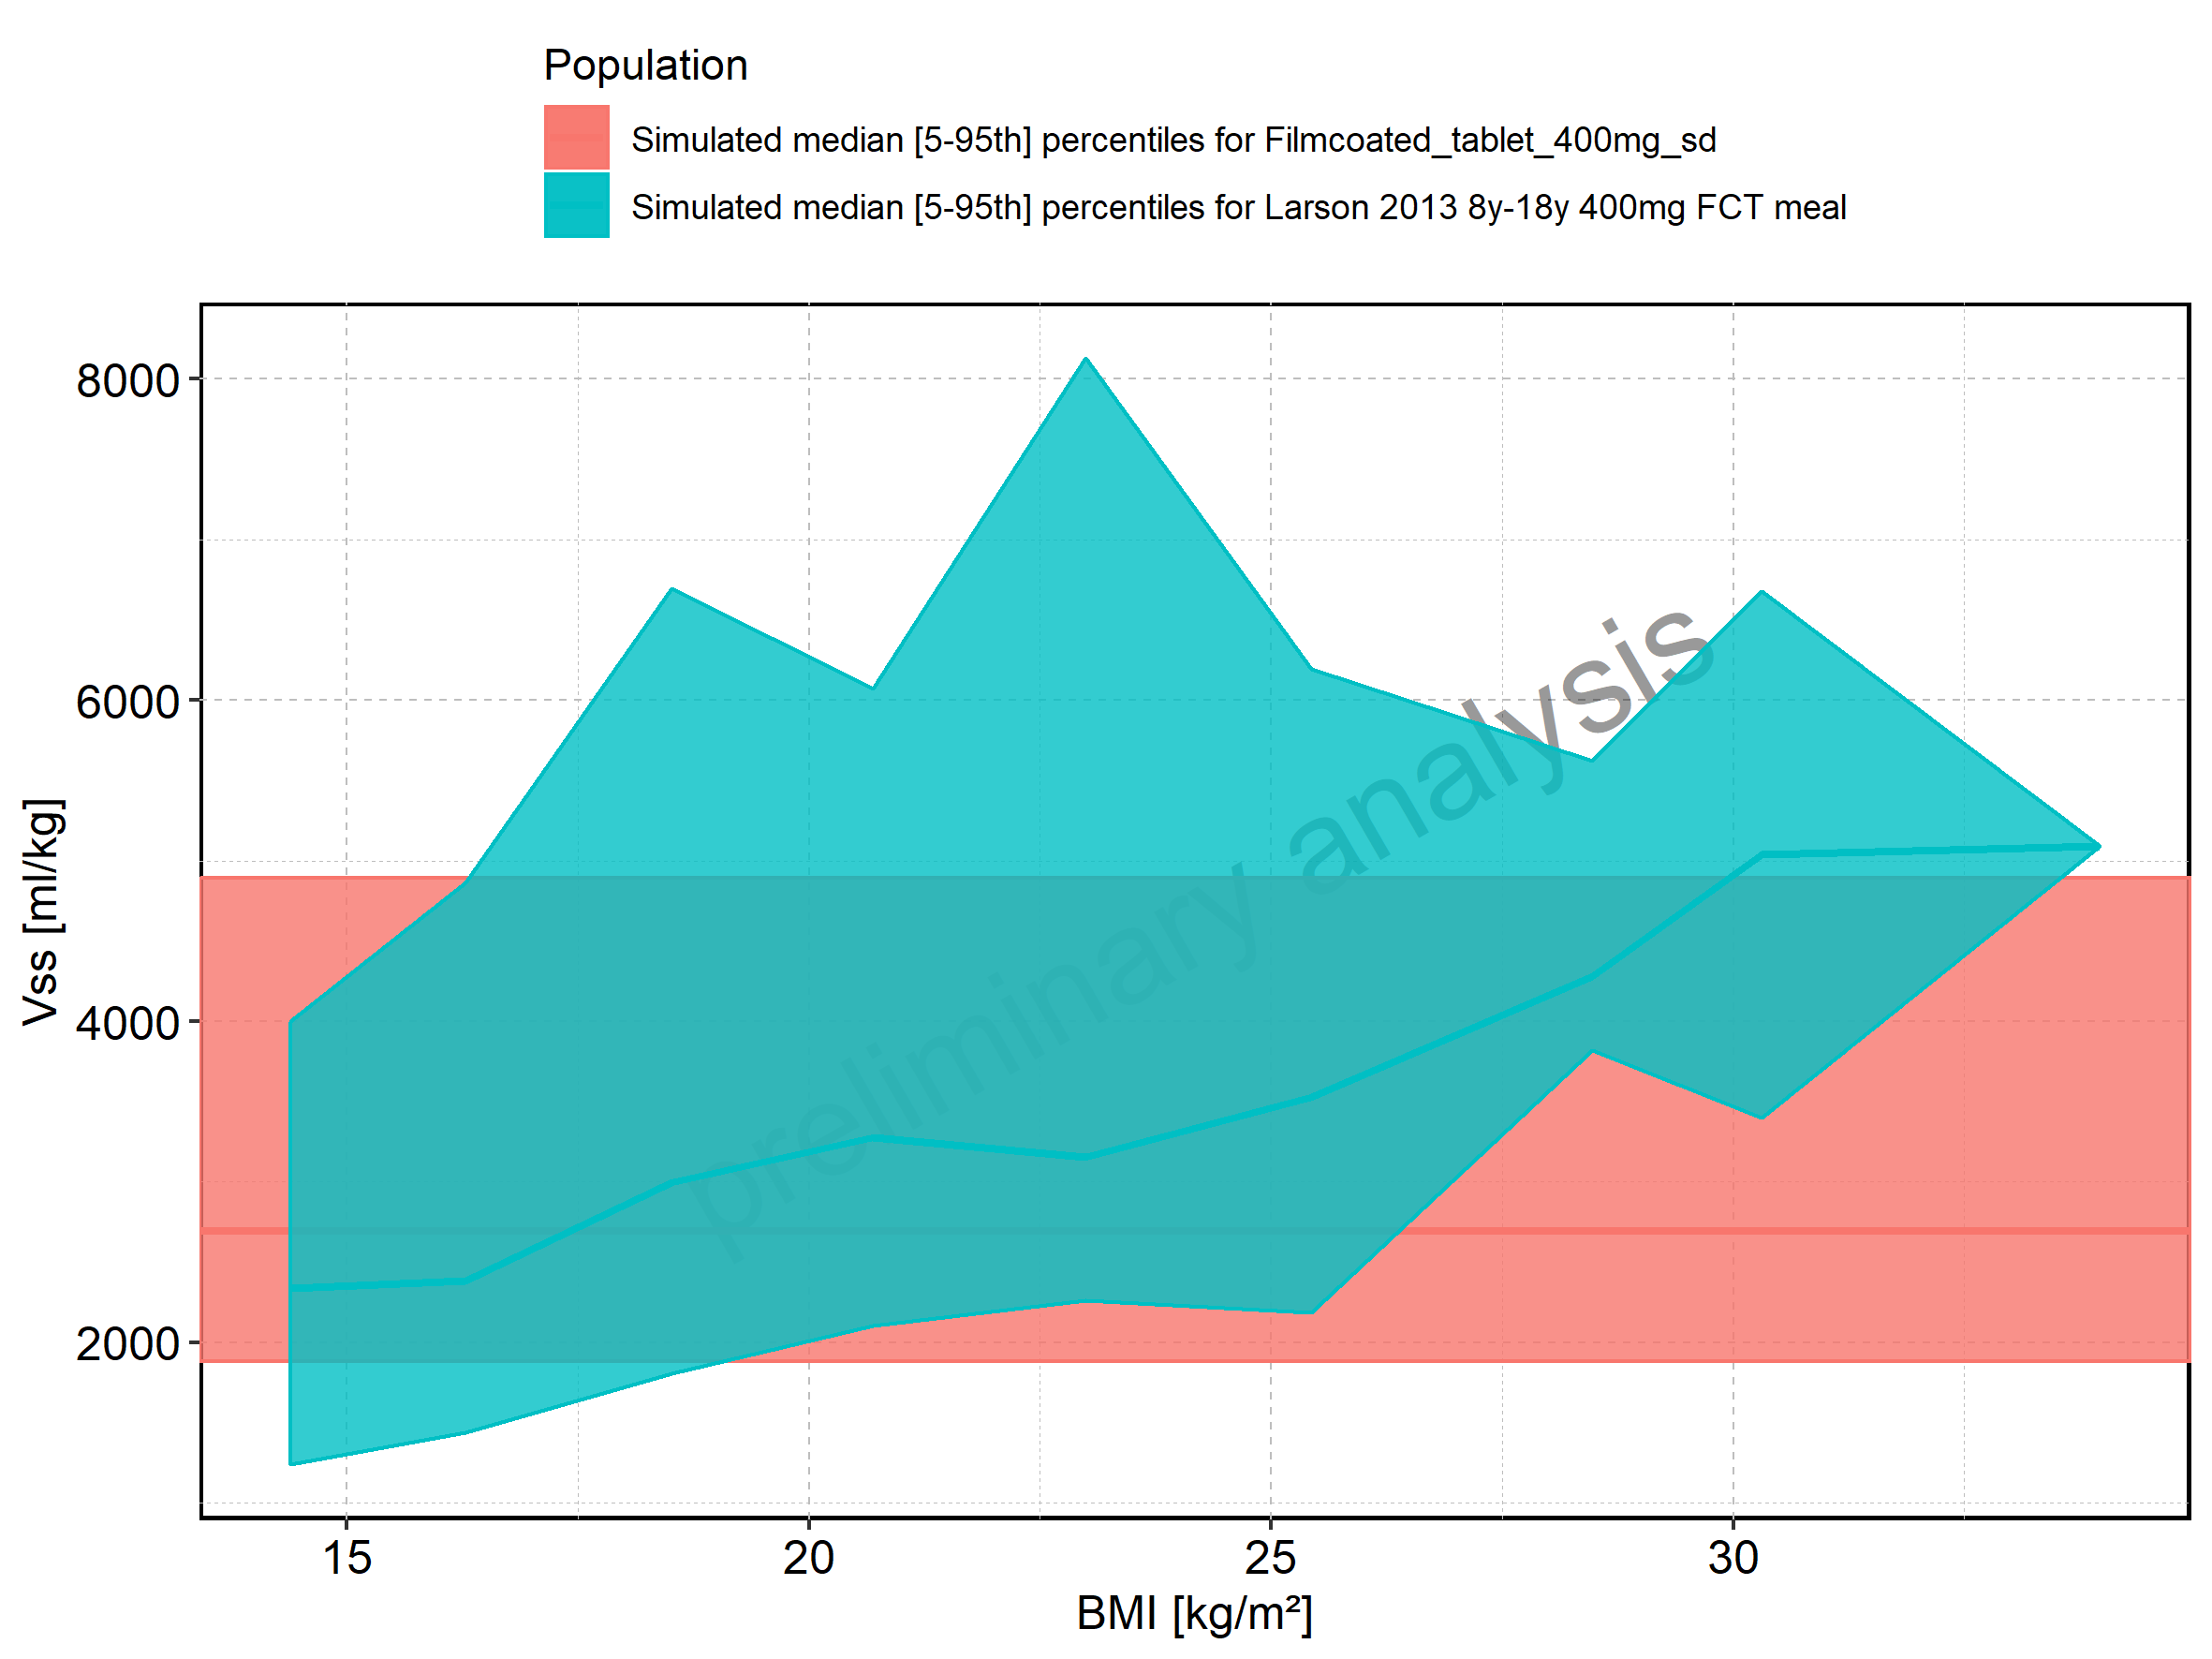 Population
Simulated median [5-95th] percentiles for Filmcoated_tablet_400mg_sd
Simulated median [5-95th] percentiles for Larson 2013 8y-18y 400mg FCT meal
8000
6000
4000
2000
Vss [ml/kg]
preliminary analysis
15 20 25 30
BMI [kg/m²]